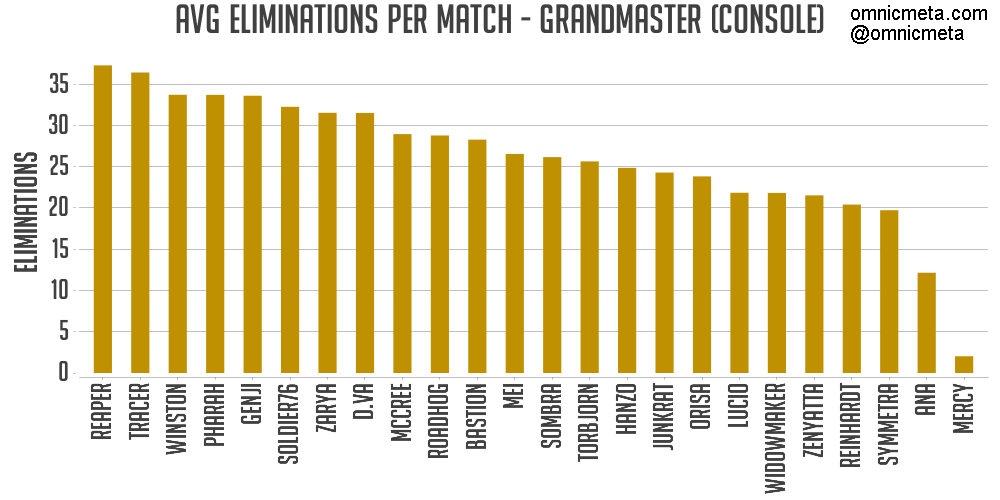 AVG ELIMINATIONS PER MATCH - GRANDMASTER (CONSOLE)
omnicmeta.com
@omnicmeta
ELIMINATIONS
35
30
25
20
15
10
5
0
REAPER
TRACER
WINSTON
PHARAH
GENJI
SOLDIER76
ZARYA
D.VA
MCCREE
ROADHOG
BASTION
MEI
SOMBRA
TORBJORN
HANZO
JUNKRAT
ORISA
LUCIO
WIDOWMAKER
ZENYATTA
REINHARDT
SYMMETRA
ANA
MERCY